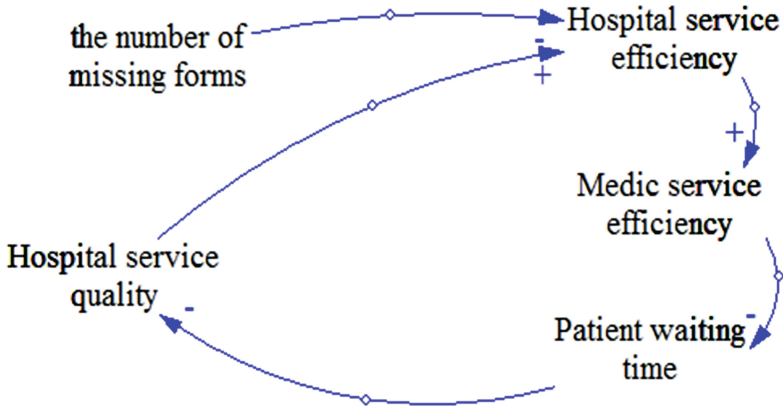 the number of
missing forms
Hospital service
efficiency
-
+
+
Medic service
efficiency
Hospital service
quality
-
-
Patient waiting
time